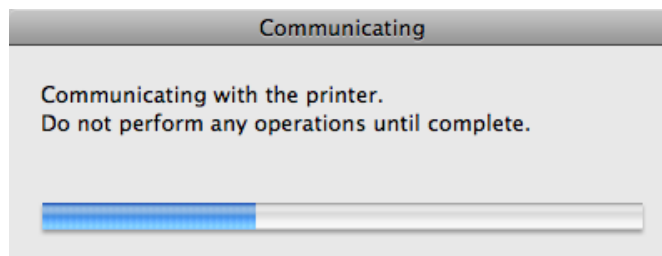 Communicating
Communicating with the printer.
Do not perform any operations until complete.